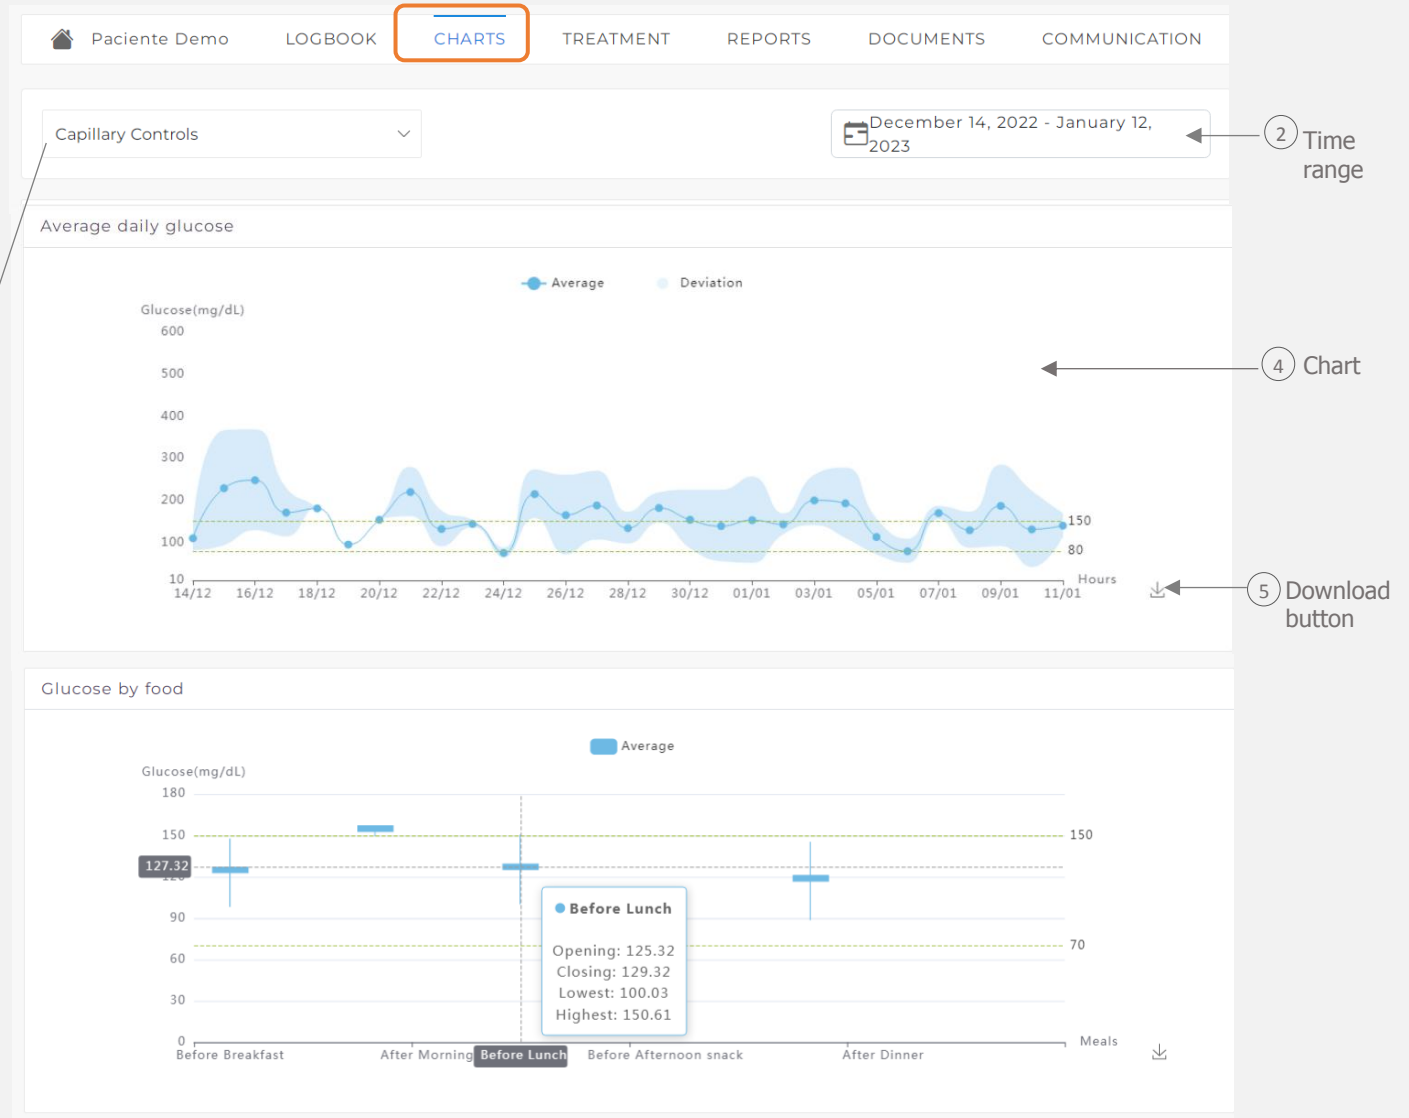 Paciente Demo LOGBOOK CHARTS TREATMENT REPORTS DOCUMENTS COMMUNICATION
Capillary Controls
December 14, 2022 - January 12,
2023
2 Time
range
Average daily glucose
Average Deviation
Glucose(mg/dL)
600
500
400
300
200
100
10
150
80
14/12 16/12 18/12 20/12 22/12 24/12 26/12 28/12 30/12 01/01 03/01 05/01 07/01 09/01 11/01
Hours
4 Chart
5 Download
button
Glucose by food
Average
Glucose(mg/dL)
180
150
127.32
120
90
60
30
0
150
70
Before Lunch
Opening: 125.32
Closing: 129.32
Lowest: 100.03
Highest: 150.61
Before Breakfast After Morning Before Lunch Before Afternoon snack After Dinner
Meals